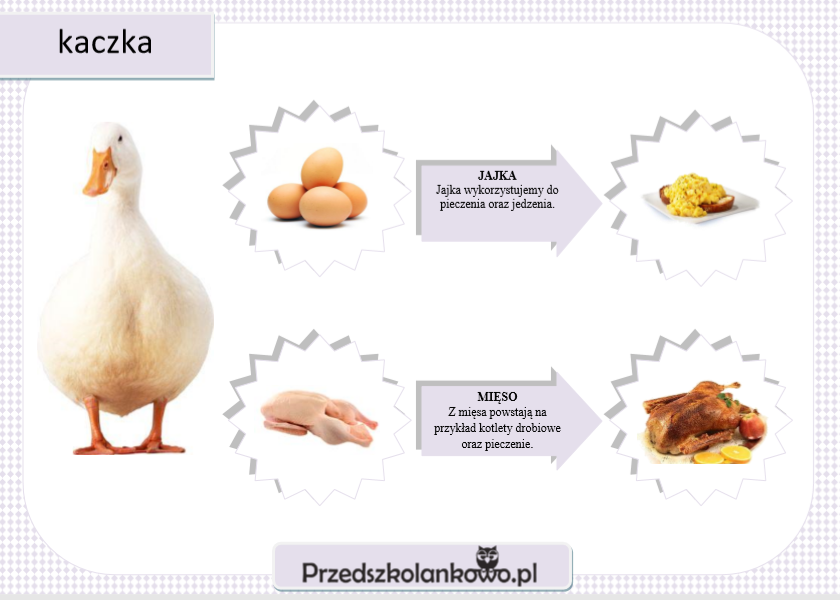 kaczka
JAJKA
Jajka wykorzystujemy do
pieczenia oraz jedzenia.
MIĘSO
Z mięsa powstają na
przykład kotlety drobiowe
oraz pieczenie.
Przedszkolankowo.pl